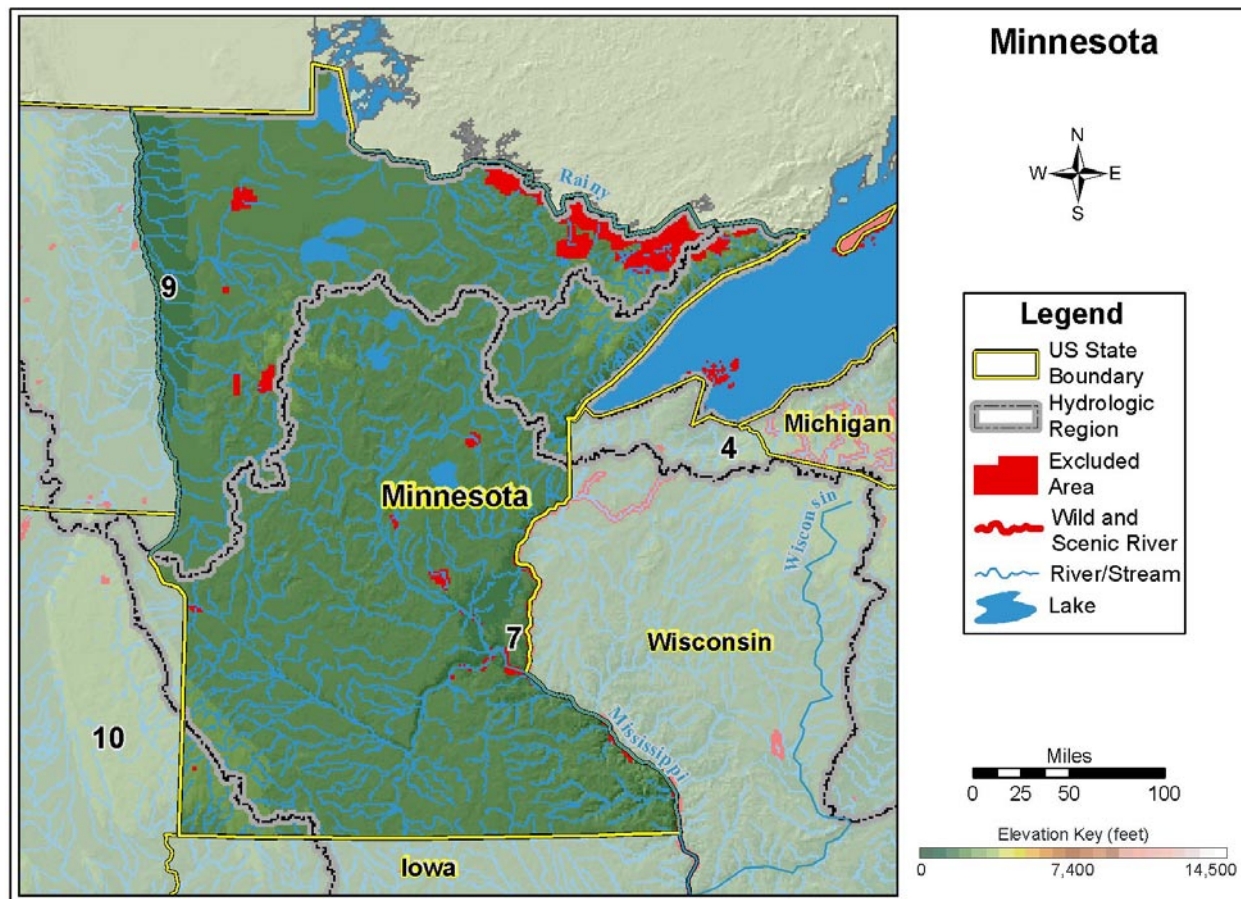 Minnesota
N
W
E
S
Rainy
9
Minnesota
Michigan
4
Wisconsin
Wisconsin
7
Mississippi
10
Iowa
Legend
US State
Boundary
Hydrologic
Region
Excluded
Area
Wild and
Scenic River
River/Stream
Lake
Miles
0 25 50 100
Elevation Key (feet)
0 7,400 14,500